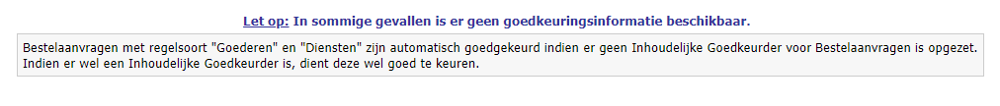 Let op: In sommige gevallen is er geen goedkeuringsinformatie beschikbaar.
Bestelaanvragen met regelsoort "Goederen" en "Diensten" zijn automatisch goedgekeurd indien er geen Inhoudelijke Goedkeurder voor Bestelaanvragen is opgezet.
Indien er wel een Inhoudelijke Goedkeurder is, dient deze wel goed te keuren.